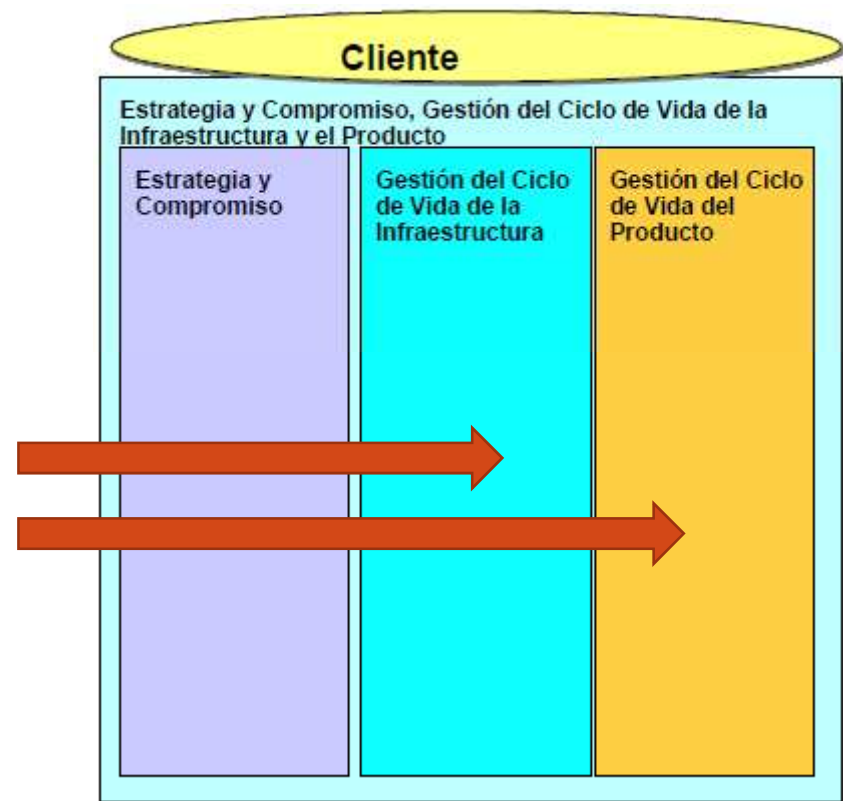 Cliente
Estrategia y Compromiso, Gestión del Ciclo de Vida de la
Infraestructura y el Producto
Estrategia y
Compromiso
Gestión del Ciclo
de Vida de la
Infraestructura
Gestión del Ciclo
de Vida del
Producto